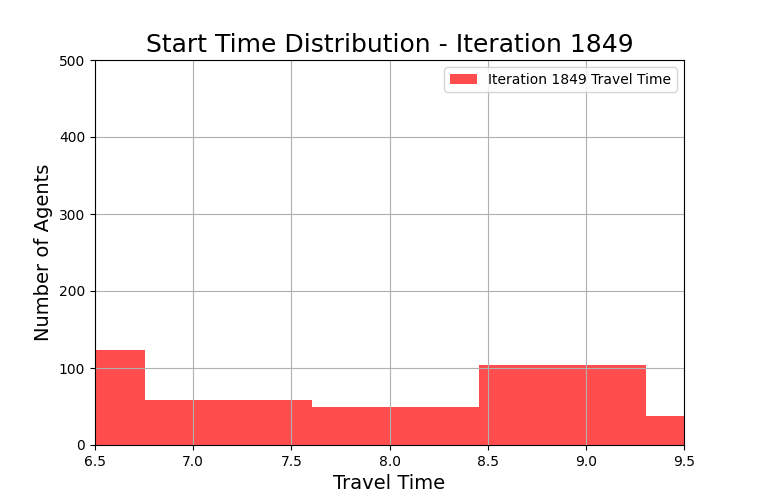 Start Time Distribution - Iteration 1849
Iteration 1849 Travel Time
Number of Agents
500
400
300
200
100
0
6.5 7.0 7.5 8.0 8.5 9.0 9.5
Travel Time